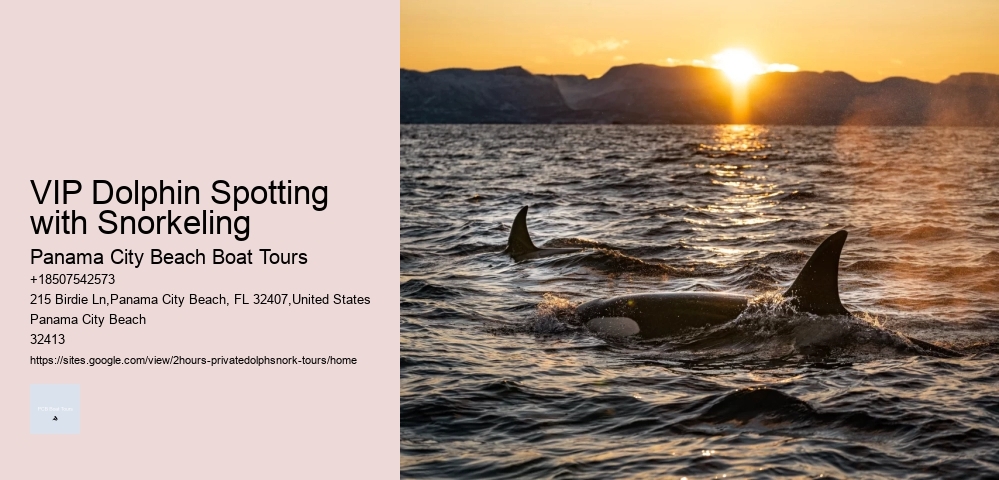 VIP Dolphin Spotting
with Snorkeling
Panama City Beach Boat Tours
+18507542573
215 Birdie Ln,Panama City Beach, FL 32407,United States
Panama City Beach
32413
https://sites.google.com/view/2hours-privatedolphsnork-tours/home